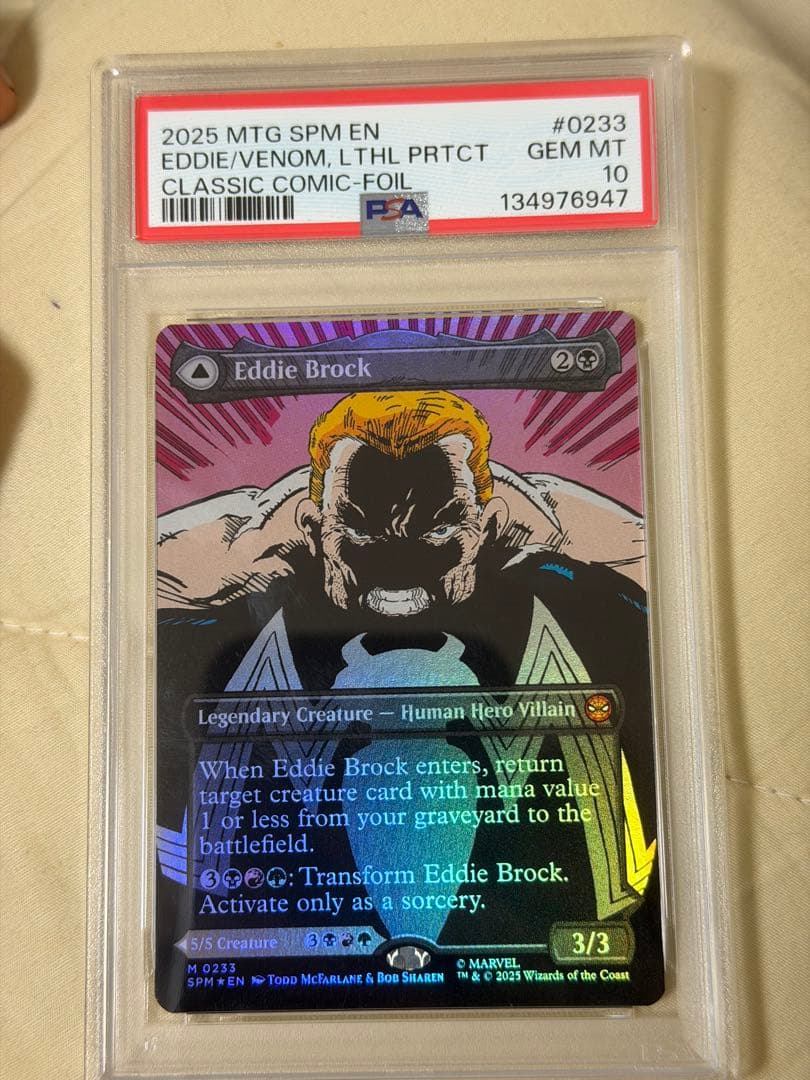 2025 MTG SPM EN #0233
EDDIE/VENOM, LTHL PRTCT GEM MT
CLASSIC COMIC-FOIL 10
PSA 134976947
Eddie Brock 2
Legendary Creature — Human Hero Villain
When Eddie Brock enters, return
target creature card with mana value
1 or less from your graveyard to the
battlefield.
3: Transform Eddie Brock.
Activate only as a sorcery.
5/5 Creature 3 3/3
M 0233 © MARVEL
SPM★EN TODD MCFARLANE & BOB SHAREN ™ & © 2025 Wizards of the Coast